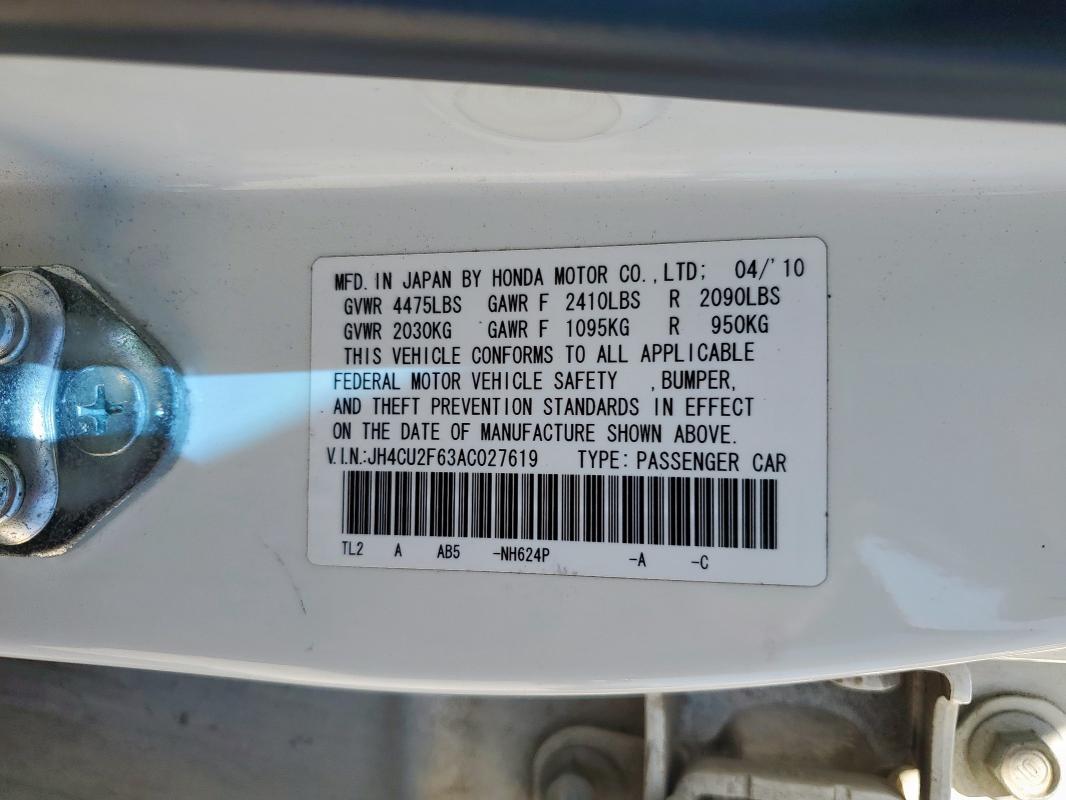 MFD. IN JAPAN BY HONDA MOTOR CO., LTD; 04/'10
GVWR 4475LBS GAWR F 2410LBS R 2090LBS
GVWR 2030KG GAWR F 1095KG R 950KG
THIS VEHICLE CONFORMS TO ALL APPLICABLE
FEDERAL MOTOR VEHICLE SAFETY , BUMPER,
AND THEFT PREVENTION STANDARDS IN EFFECT
ON THE DATE OF MANUFACTURE SHOWN ABOVE.
V.I.N.:JH4CU2F63AC027619 TYPE: PASSENGER CAR
TL2 A AB5 -NH624P -A -C